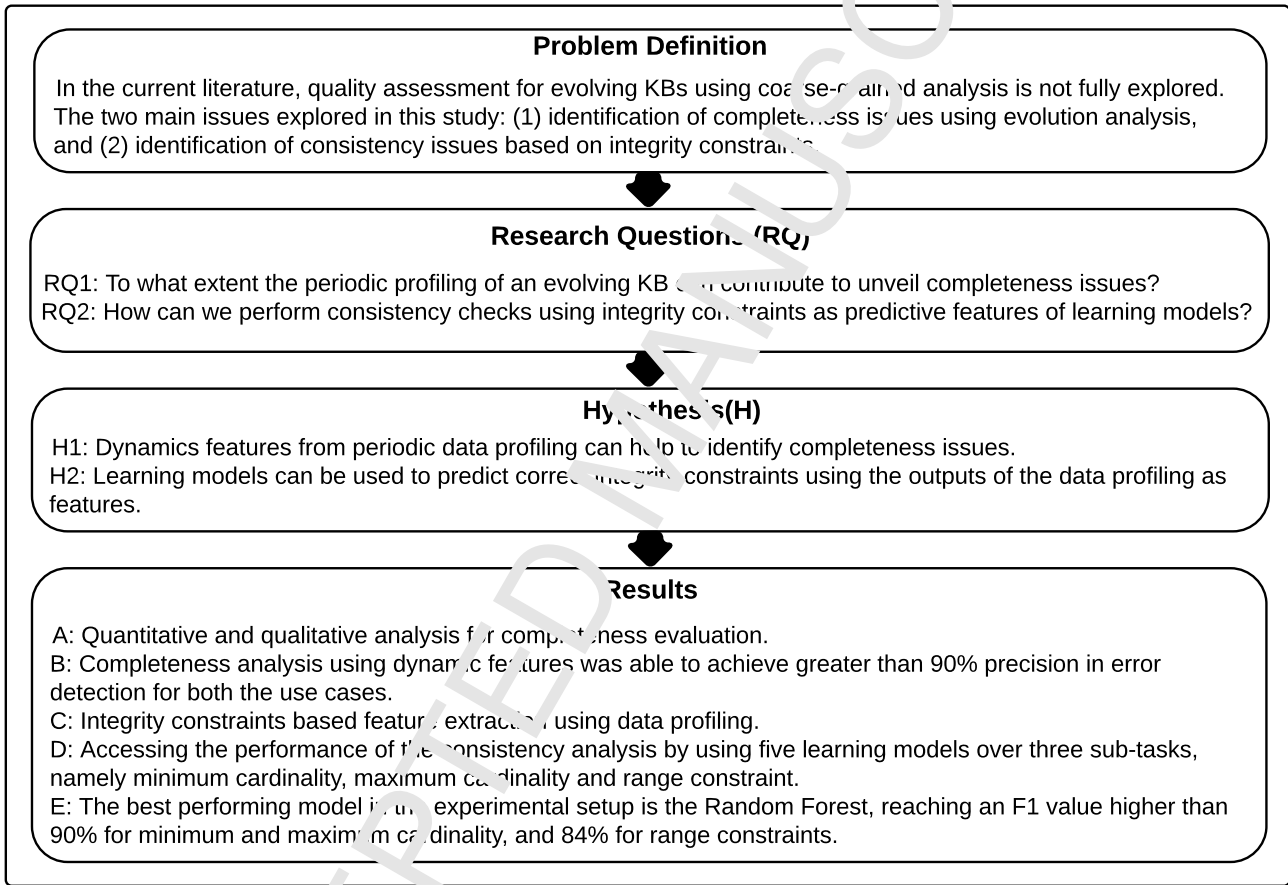 Problem Definition
In the current literature, quality assessment for evolving KBs using coarse-grained analysis is not fully explored.
The two main issues explored in this study: (1) identification of completeness issues using evolution analysis,
and (2) identification of consistency issues based on integrity constraints.
Research Questions (RQ)
RQ1: To what extent the periodic profiling of an evolving KB can contribute to unveil completeness issues?
RQ2: How can we perform consistency checks using integrity constraints as predictive features of learning models?
Hypothesis(H)
H1: Dynamics features from periodic data profiling can help to identify completeness issues.
H2: Learning models can be used to predict correct integrity constraints using the outputs of the data profiling as
features.
Results
A: Quantitative and qualitative analysis for completeness evaluation.
B: Completeness analysis using dynamic features was able to achieve greater than 90% precision in error
detection for both the use cases.
C: Integrity constraints based feature extraction using data profiling.
D: Accessing the performance of the consistency analysis by using five learning models over three sub-tasks,
namely minimum cardinality, maximum cardinality and range constraint.
E: The best performing model in the experimental setup is the Random Forest, reaching an F1 value higher than
90% for minimum and maximum cardinality, and 84% for range constraints.
PTED MANUSC